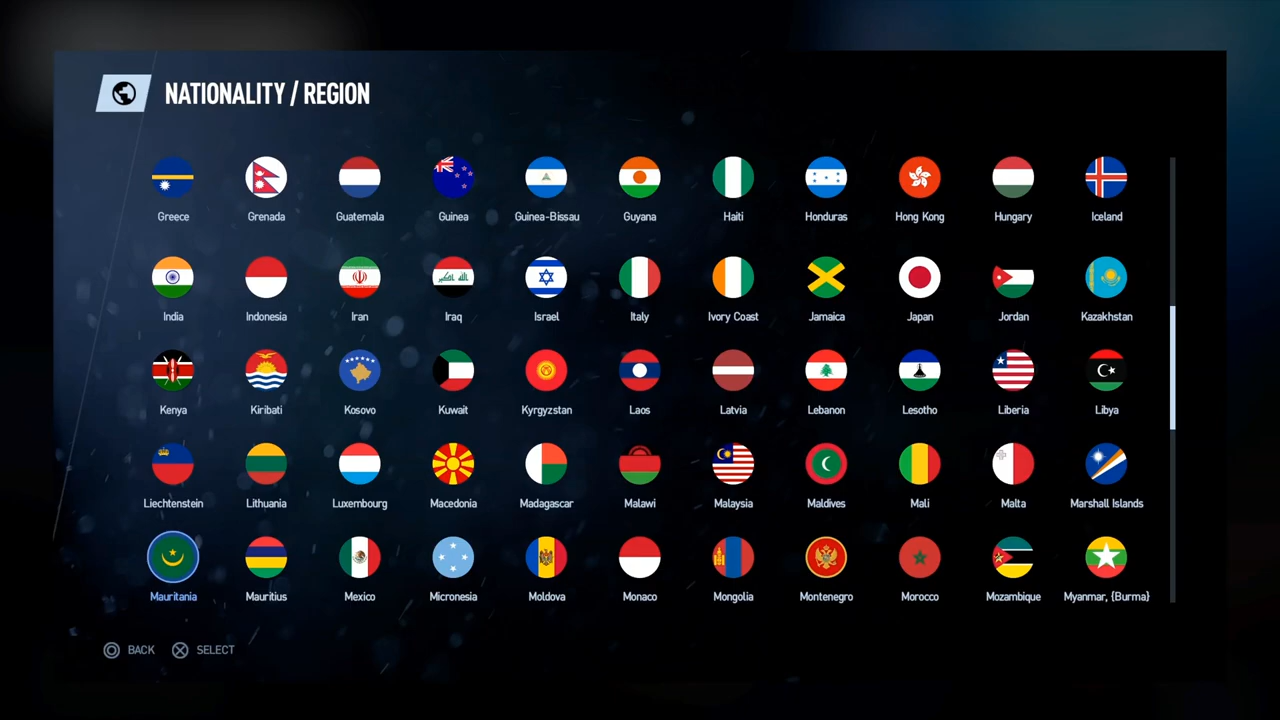 NATIONALITY / REGION
Greece Grenada Guatemala Guinea Guinea-Bissau Guyana Haiti Honduras Hong Kong Hungary Iceland
India Indonesia Iran Iraq Israel Italy Ivory Coast Jamaica Japan Jordan Kazakhstan
Kenya Kiribati Kosovo Kuwait Kyrgyzstan Laos Latvia Lebanon Lesotho Liberia Libya
Liechtenstein Lithuania Luxembourg Macedonia Madagascar Malawi Malaysia Maldives Mali Malta Marshall Islands
Mauritania Mauritius Mexico Micronesia Moldova Monaco Mongolia Montenegro Morocco Mozambique Myanmar, {Burma}
BACK SELECT